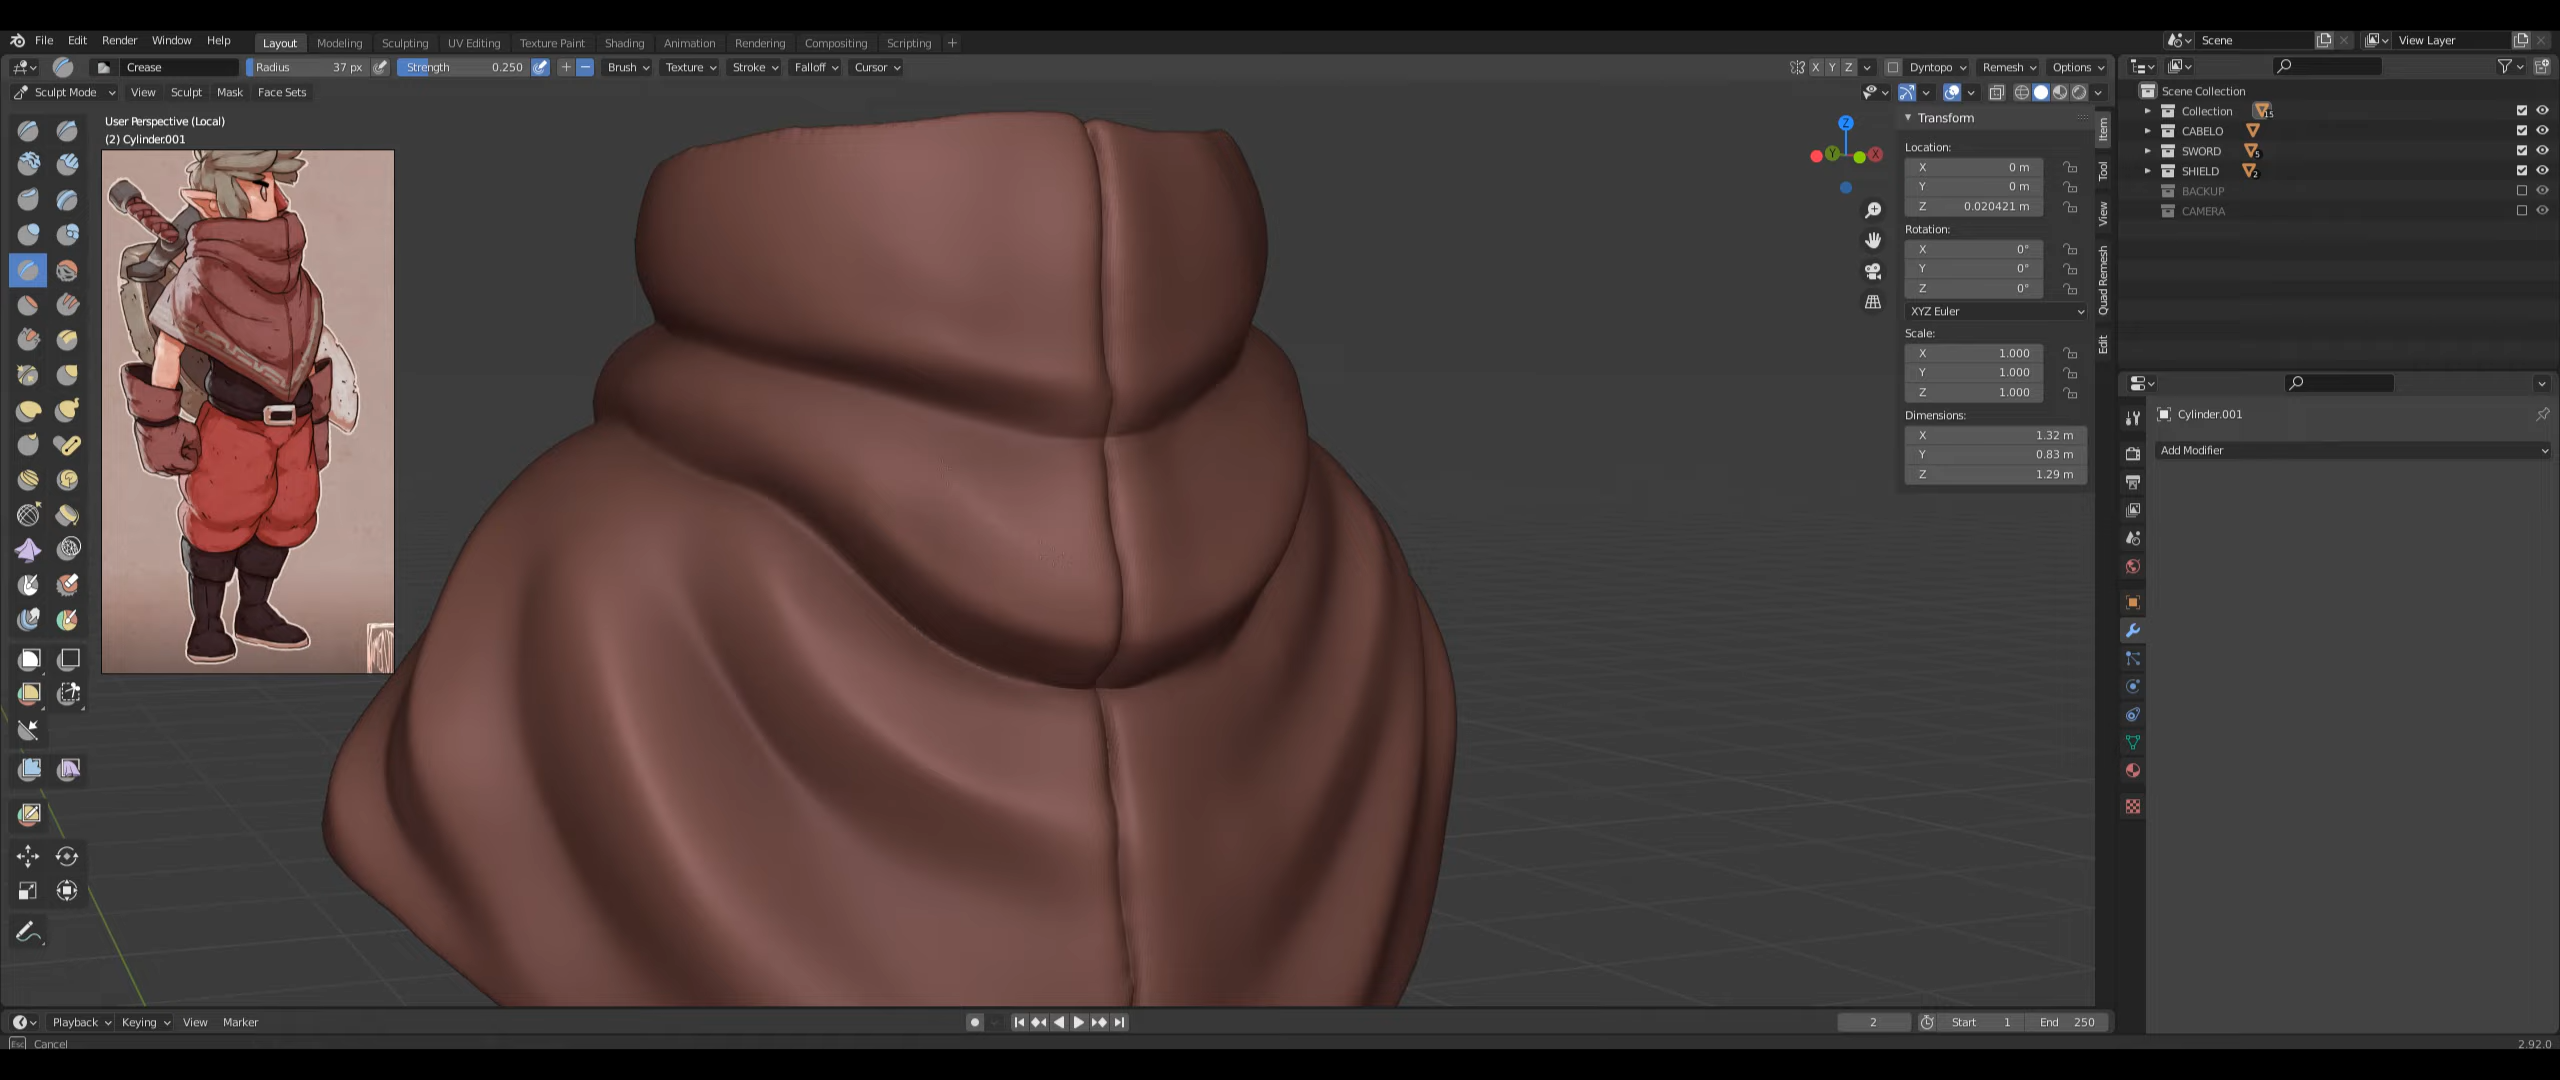 File Edit Render Window Help Layout Modeling Sculpting UV Editing Texture Paint Shading Animation Rendering Compositing Scripting + Scene View Layer
Crease Radius 37 px Strength 0.250 Brush Texture Stroke Falloff Cursor X Y Z Dyntopo Remesh Options
Sculpt Mode View Sculpt Mask Face Sets
User Perspective (Local)
(2) Cylinder.001
Z
Y
X
Transform
Location:
X 0 m
Y 0 m
Z 0.020421 m
Rotation:
X 0°
Y 0°
Z 0°
XYZ Euler
Scale:
X 1.000
Y 1.000
Z 1.000
Dimensions:
X 1.32 m
Y 0.83 m
Z 1.29 m
Item
Tool
View
Quad Remesh
Edit
Scene Collection
Collection 15
CABELO
SWORD 5
SHIELD 2
BACKUP
CAMERA
Cylinder.001
Add Modifier
Playback Keying View Marker 2 Start 1 End 250
Esc Cancel 2.92.0